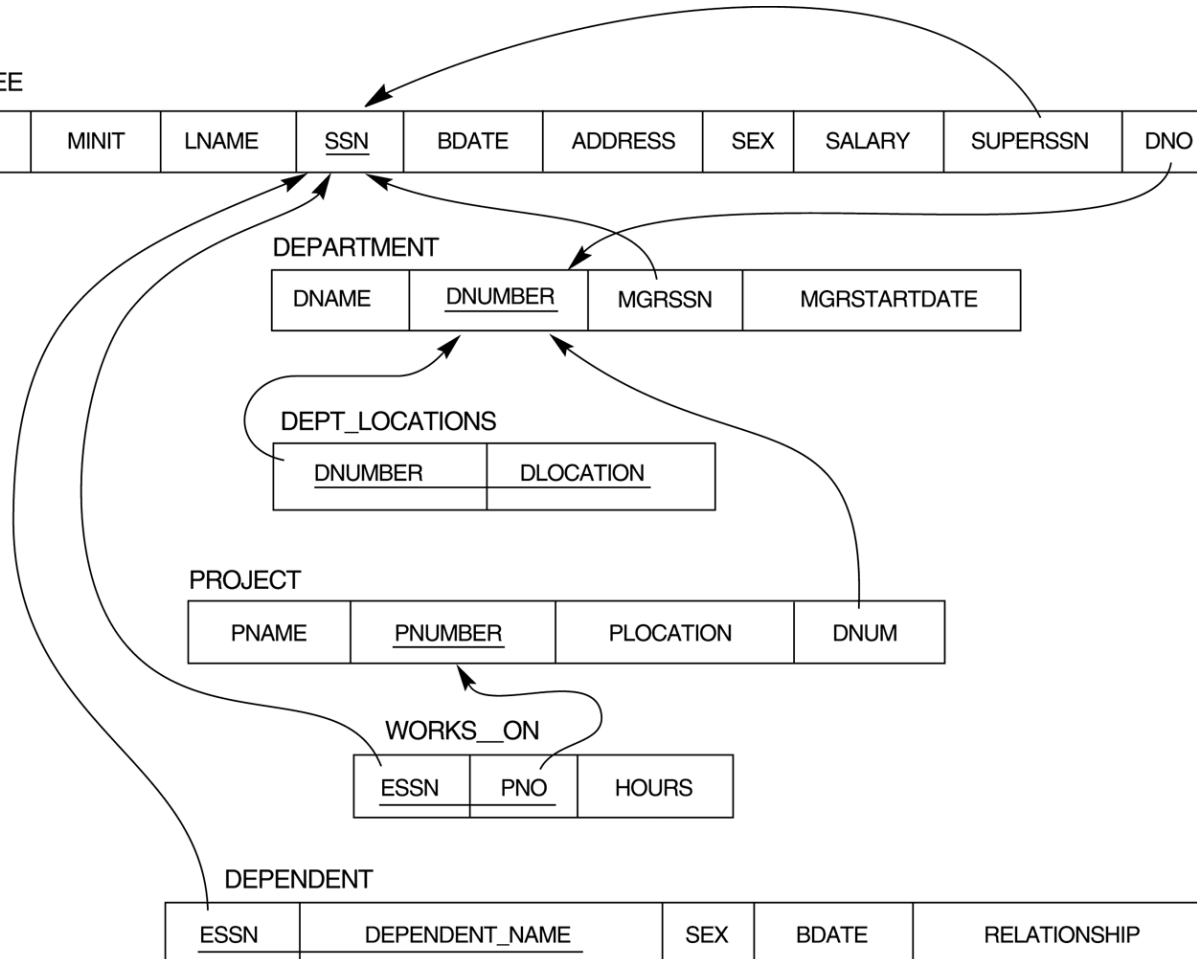 EE
MINIT LNAME SSN BDATE ADDRESS SEX SALARY SUPERSSN DNO
DEPARTMENT
DNAME DNUMBER MGRSSN MGRSTARTDATE
DEPT_LOCATIONS
DNUMBER DLOCATION
PROJECT
PNAME PNUMBER PLOCATION DNUM
WORKS__ON
ESSN PNO HOURS
DEPENDENT
ESSN DEPENDENT_NAME SEX BDATE RELATIONSHIP